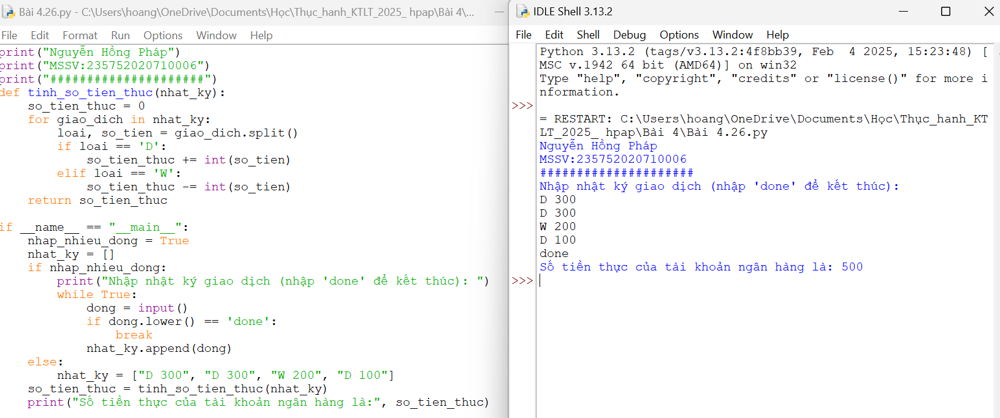 Bài 4.26.py - C:\Users\hoang\OneDrive\Documents\Học\Thực_hanh_KTLT_2025_ hpap\Bài 4\...
File Edit Format Run Options Window Help
print("Nguyễn Hồng Pháp")
print("MSSV:235752020710006")
print("#####################")
def tinh_so_tien_thuc(nhat_ky):
    so_tien_thuc = 0
    for giao_dich in nhat_ky:
        loai, so_tien = giao_dich.split()
        if loai == 'D':
            so_tien_thuc += int(so_tien)
        elif loai == 'W':
            so_tien_thuc -= int(so_tien)
    return so_tien_thuc
if __name__ == "__main__":
    nhap_nhieu_dong = True
    nhat_ky = []
    if nhap_nhieu_dong:
        print("Nhập nhật ký giao dịch (nhập 'done' để kết thúc): ")
        while True:
            dong = input()
            if dong.lower() == 'done':
                break
            nhat_ky.append(dong)
    else:
        nhat_ky = ["D 300", "D 300", "W 200", "D 100"]
    so_tien_thuc = tinh_so_tien_thuc(nhat_ky)
    print("Số tiền thực của tài khoản ngân hàng là:", so_tien_thuc)
IDLE Shell 3.13.2
File Edit Shell Debug Options Window Help
Python 3.13.2 (tags/v3.13.2:4f8bb39, Feb  4 2025, 15:23:48) [
MSC v.1942 64 bit (AMD64)] on win32
Type "help", "copyright", "credits" or "license()" for more i
nformation.
>>>
= RESTART: C:\Users\hoang\OneDrive\Documents\Học\Thực_hanh_KT
LT_2025_ hpap\Bài 4\Bài 4.26.py
Nguyễn Hồng Pháp
MSSV:235752020710006
#####################
Nhập nhật ký giao dịch (nhập 'done' để kết thúc):
D 300
D 300
W 200
D 100
done
Số tiền thực của tài khoản ngân hàng là: 500
>>>